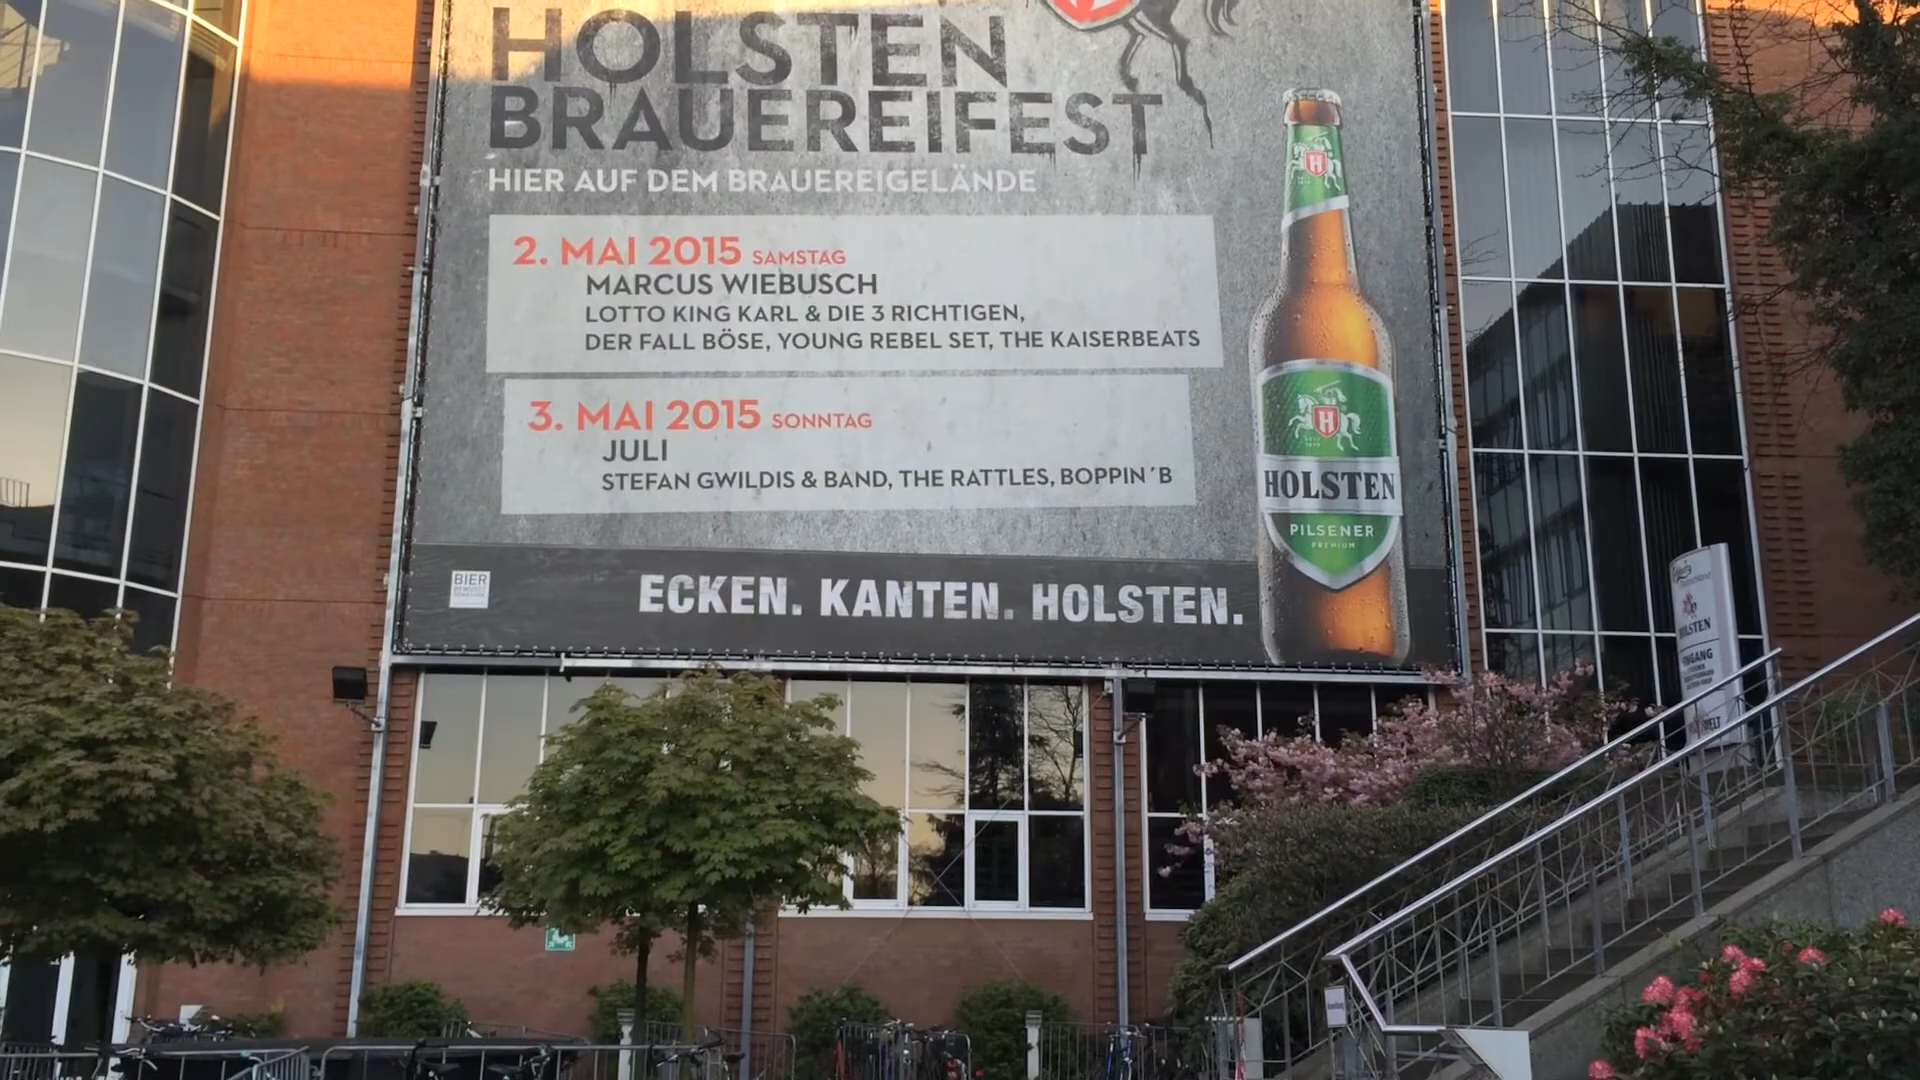 HOLSTEN
BRAUEREIFEST
HIER AUF DEM BRAUEREIGELÄNDE
2. MAI 2015 SAMSTAG
MARCUS WIEBUSCH
LOTTO KING KARL & DIE 3 RICHTIGEN,
DER FALL BÖSE, YOUNG REBEL SET, THE KAISERBEATS
3. MAI 2015 SONNTAG
JULI
STEFAN GWILDIS & BAND, THE RATTLES, BOPPIN´B
H
H
HOLSTEN
PILSENER
PREMIUM
BIER
ECKEN. KANTEN. HOLSTEN.
HOLSTEN